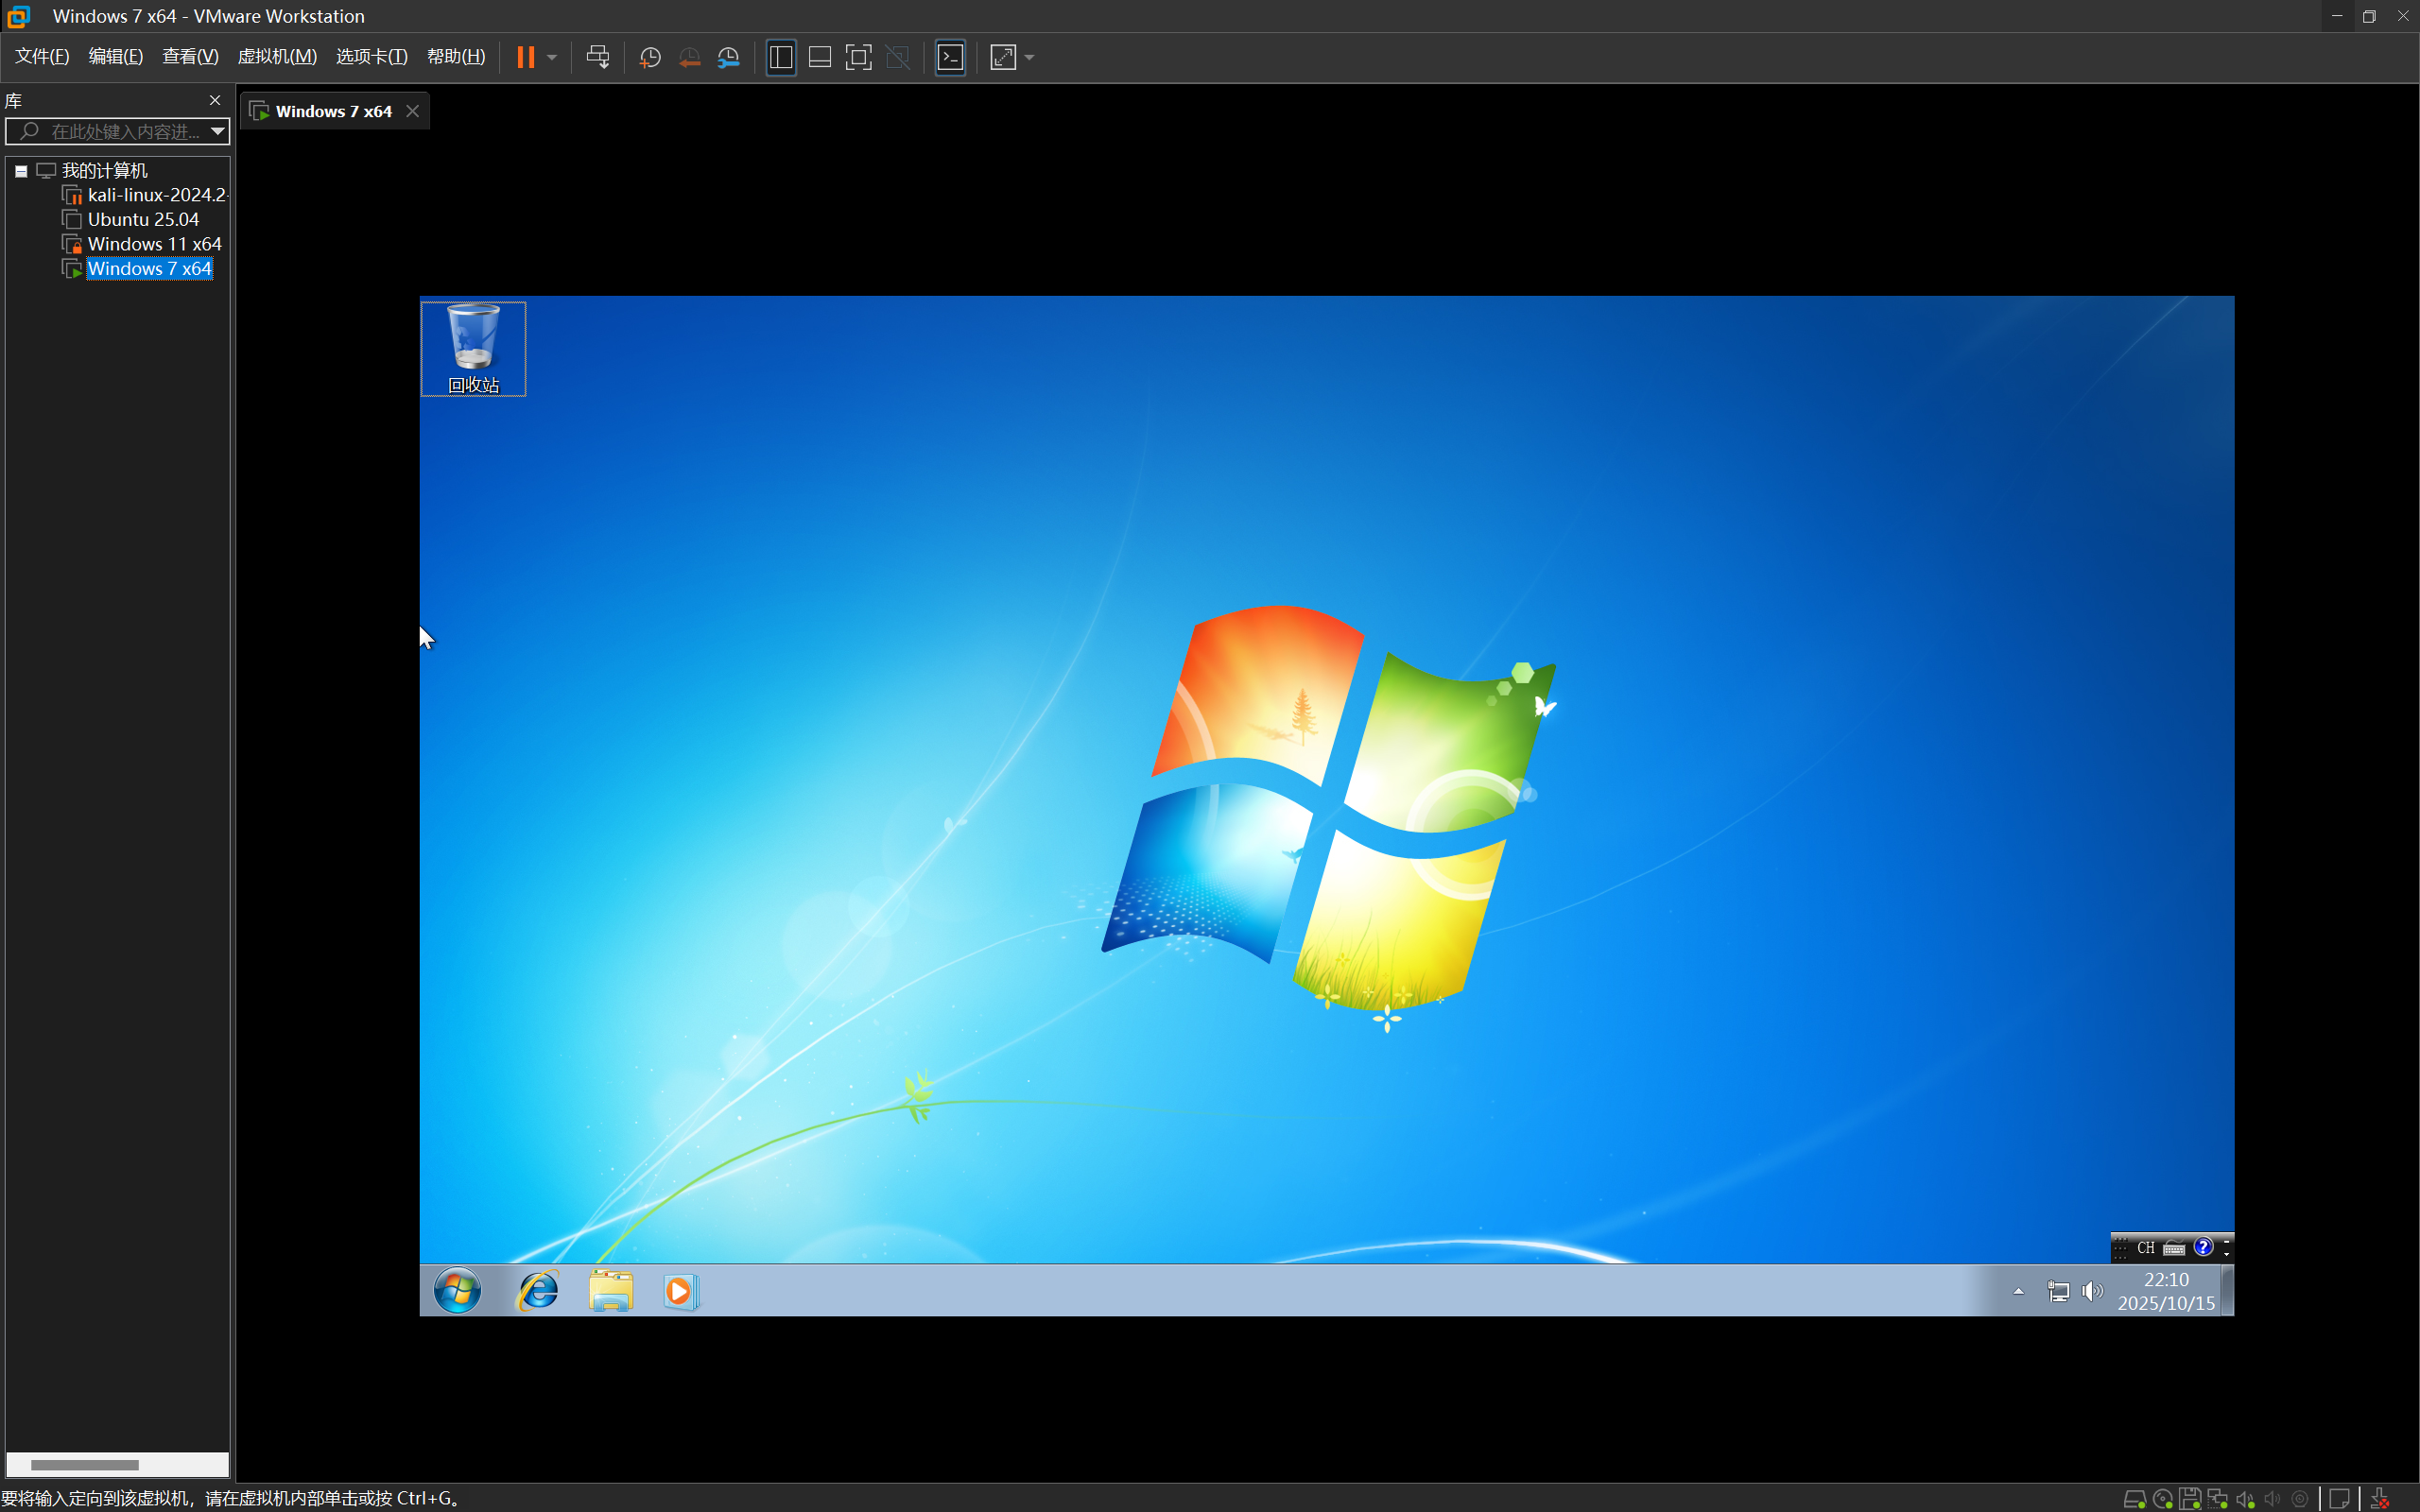 Windows 7 x64 - VMware Workstation
文件(F) 编辑(E) 查看(V) 虚拟机(M) 选项卡(T) 帮助(H)
库
在此处键入内容进...
我的计算机
kali-linux-2024.2-
Ubuntu 25.04
Windows 11 x64
Windows 7 x64
Windows 7 x64
回收站
CH
22:10
2025/10/15
要将输入定向到该虚拟机，请在虚拟机内部单击或按 Ctrl+G。